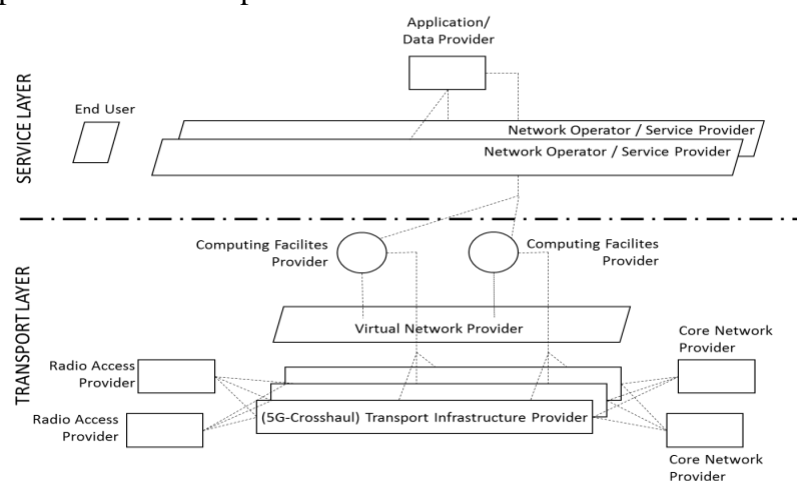 Application/
Data Provider
SERVICE LAYER
End User
Network Operator / Service Provider
Network Operator / Service Provider
Computing Facilites
Provider
Computing Facilites
Provider
TRANSPORT LAYER
Virtual Network Provider
Core Network
Provider
Radio Access
Provider
(5G-Crosshaul) Transport Infrastructure Provider
Radio Access
Provider
Core Network
Provider